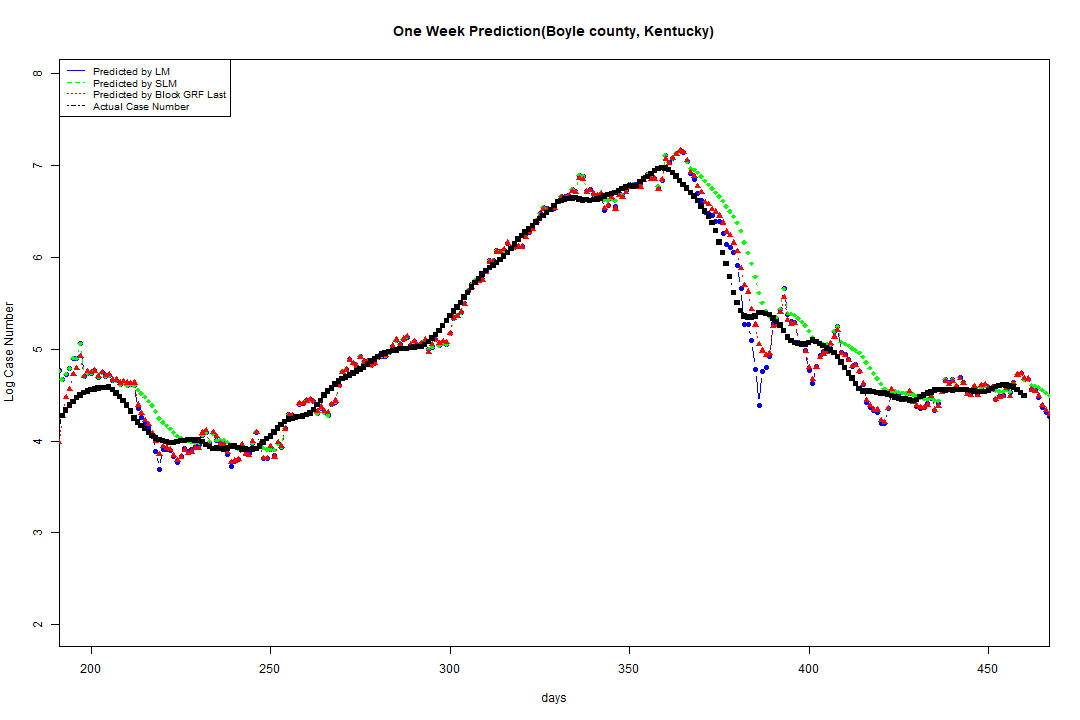 One Week Prediction(Boyle county, Kentucky)
Predicted by LM
Predicted by SLM
Predicted by Block GRF Last
Actual Case Number
8
7
6
5
4
3
2
Log Case Number
200 250 300 350 400 450
days